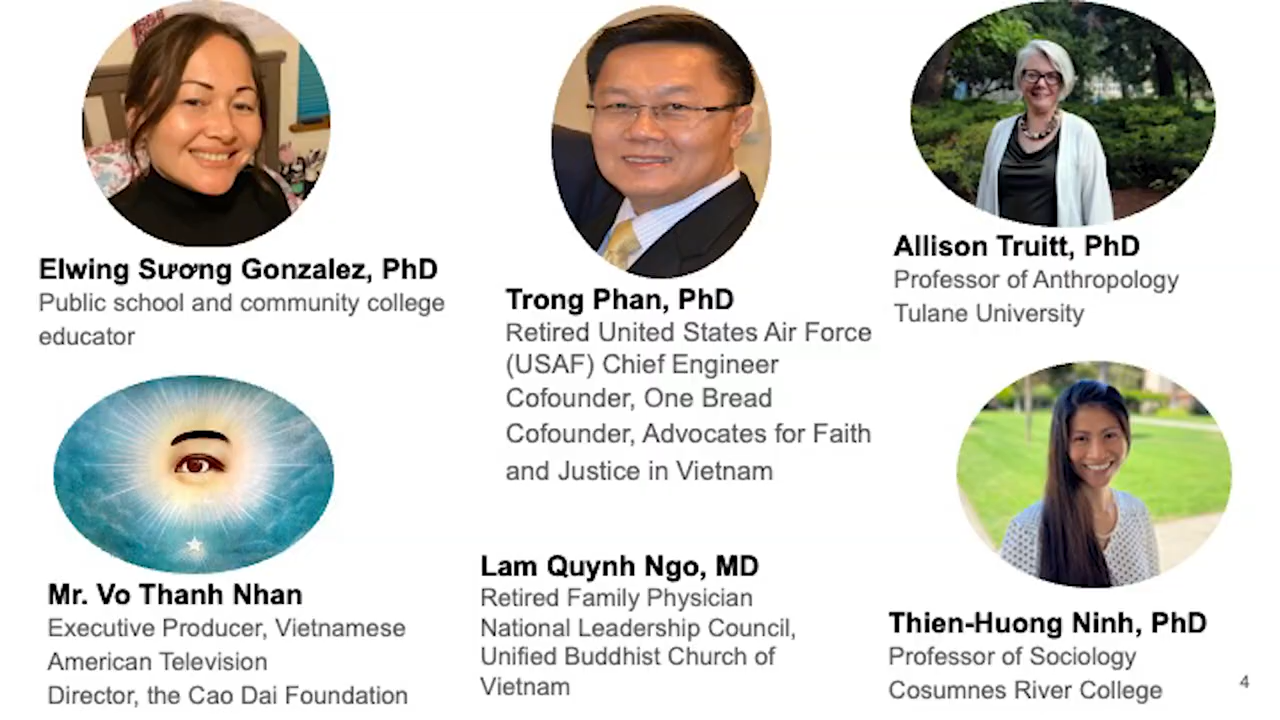 Elwing Sương Gonzalez, PhD
Public school and community college
educator
Trong Phan, PhD
Retired United States Air Force
(USAF) Chief Engineer
Cofounder, One Bread
Cofounder, Advocates for Faith
and Justice in Vietnam
Allison Truitt, PhD
Professor of Anthropology
Tulane University
Mr. Vo Thanh Nhan
Executive Producer, Vietnamese
American Television
Director, the Cao Dai Foundation
Lam Quynh Ngo, MD
Retired Family Physician
National Leadership Council,
Unified Buddhist Church of
Vietnam
Thien-Huong Ninh, PhD
Professor of Sociology
Cosumnes River College
4